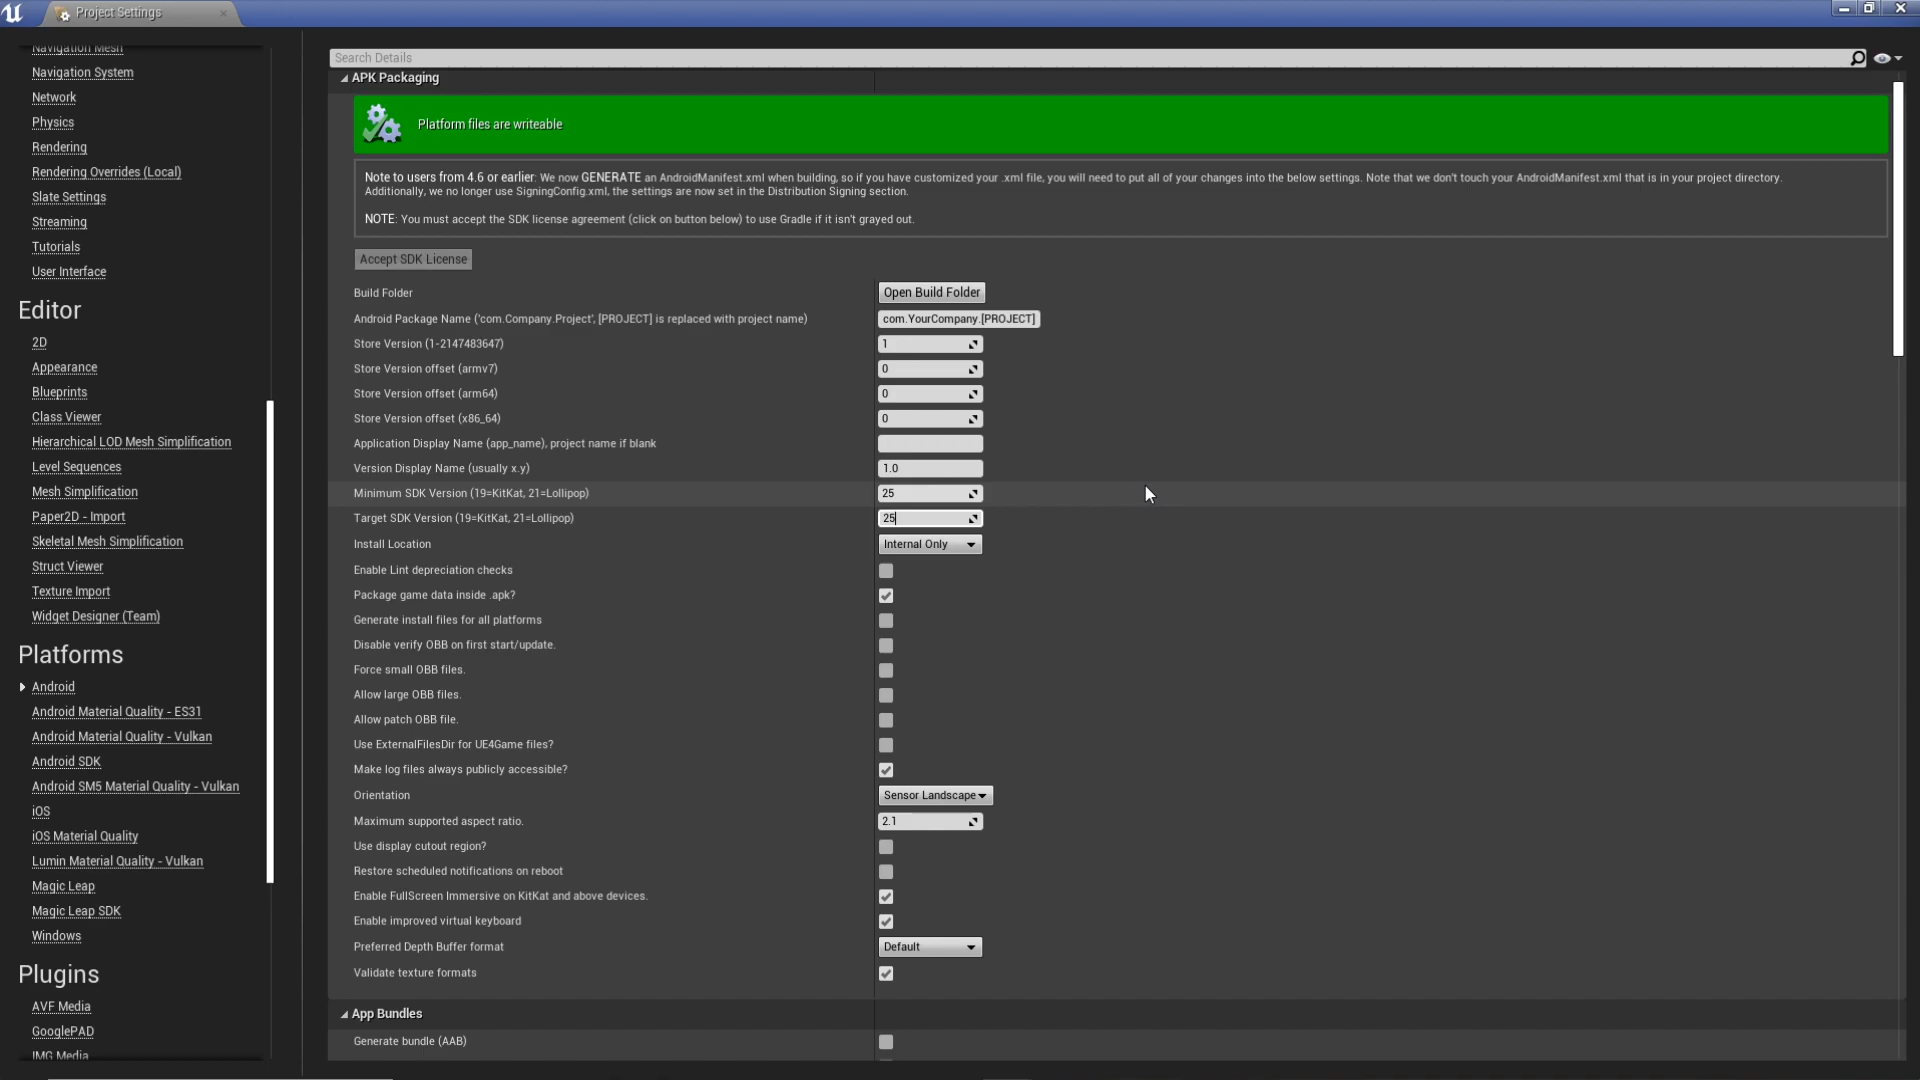 Project Settings
Navigation Mesh
Navigation System
Network
Physics
Rendering
Rendering Overrides (Local)
Slate Settings
Streaming
Tutorials
User Interface
Editor
2D
Appearance
Blueprints
Class Viewer
Hierarchical LOD Mesh Simplification
Level Sequences
Mesh Simplification
Paper2D - Import
Skeletal Mesh Simplification
Struct Viewer
Texture Import
Widget Designer (Team)
Platforms
Android
Android Material Quality - ES31
Android Material Quality - Vulkan
Android SDK
Android SM5 Material Quality - Vulkan
iOS
iOS Material Quality
Lumin Material Quality - Vulkan
Magic Leap
Magic Leap SDK
Windows
Plugins
AVF Media
GooglePAD
IMG Media
Search Details
APK Packaging
Platform files are writeable
Note to users from 4.6 or earlier: We now GENERATE an AndroidManifest.xml when building, so if you have customized your .xml file, you will need to put all of your changes into the below settings. Note that we don't touch your AndroidManifest.xml that is in your project directory.
Additionally, we no longer use SigningConfig.xml, the settings are now set in the Distribution Signing section.
NOTE: You must accept the SDK license agreement (click on button below) to use Gradle if it isn't grayed out.
Accept SDK License
Build Folder Open Build Folder
Android Package Name ('com.Company.Project', [PROJECT] is replaced with project name) com.YourCompany.[PROJECT]
Store Version (1-2147483647) 1
Store Version offset (armv7) 0
Store Version offset (arm64) 0
Store Version offset (x86_64) 0
Application Display Name (app_name), project name if blank
Version Display Name (usually x.y) 1.0
Minimum SDK Version (19=KitKat, 21=Lollipop) 25
Target SDK Version (19=KitKat, 21=Lollipop) 25
Install Location Internal Only
Enable Lint depreciation checks
Package game data inside .apk?
Generate install files for all platforms
Disable verify OBB on first start/update.
Force small OBB files.
Allow large OBB files.
Allow patch OBB file.
Use ExternalFilesDir for UE4Game files?
Make log files always publicly accessible?
Orientation Sensor Landscape
Maximum supported aspect ratio. 2.1
Use display cutout region?
Restore scheduled notifications on reboot
Enable FullScreen Immersive on KitKat and above devices.
Enable improved virtual keyboard
Preferred Depth Buffer format Default
Validate texture formats
App Bundles
Generate bundle (AAB)